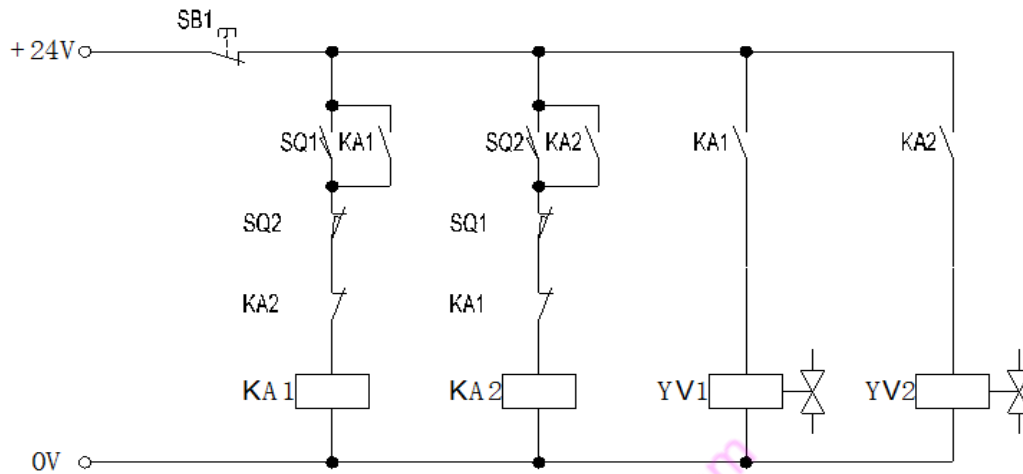 SB1
+24V
SQ1 KA1 SQ2 KA2 KA1 KA2
SQ2 SQ1
KA2 KA1
KA1 KA2 YV1 YV2
0V